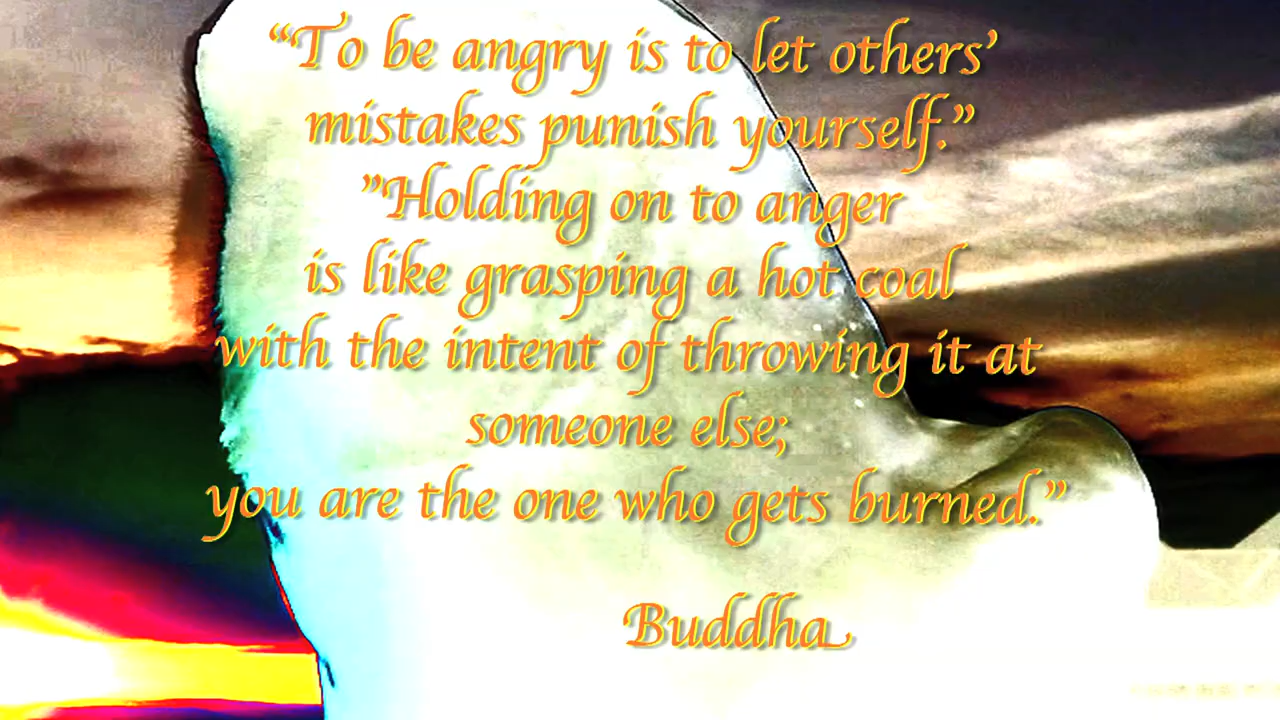 “To be angry is to let others’
mistakes punish yourself.”
”Holding on to anger
is like grasping a hot coal
with the intent of throwing it at
someone else;
you are the one who gets burned.”
Buddha